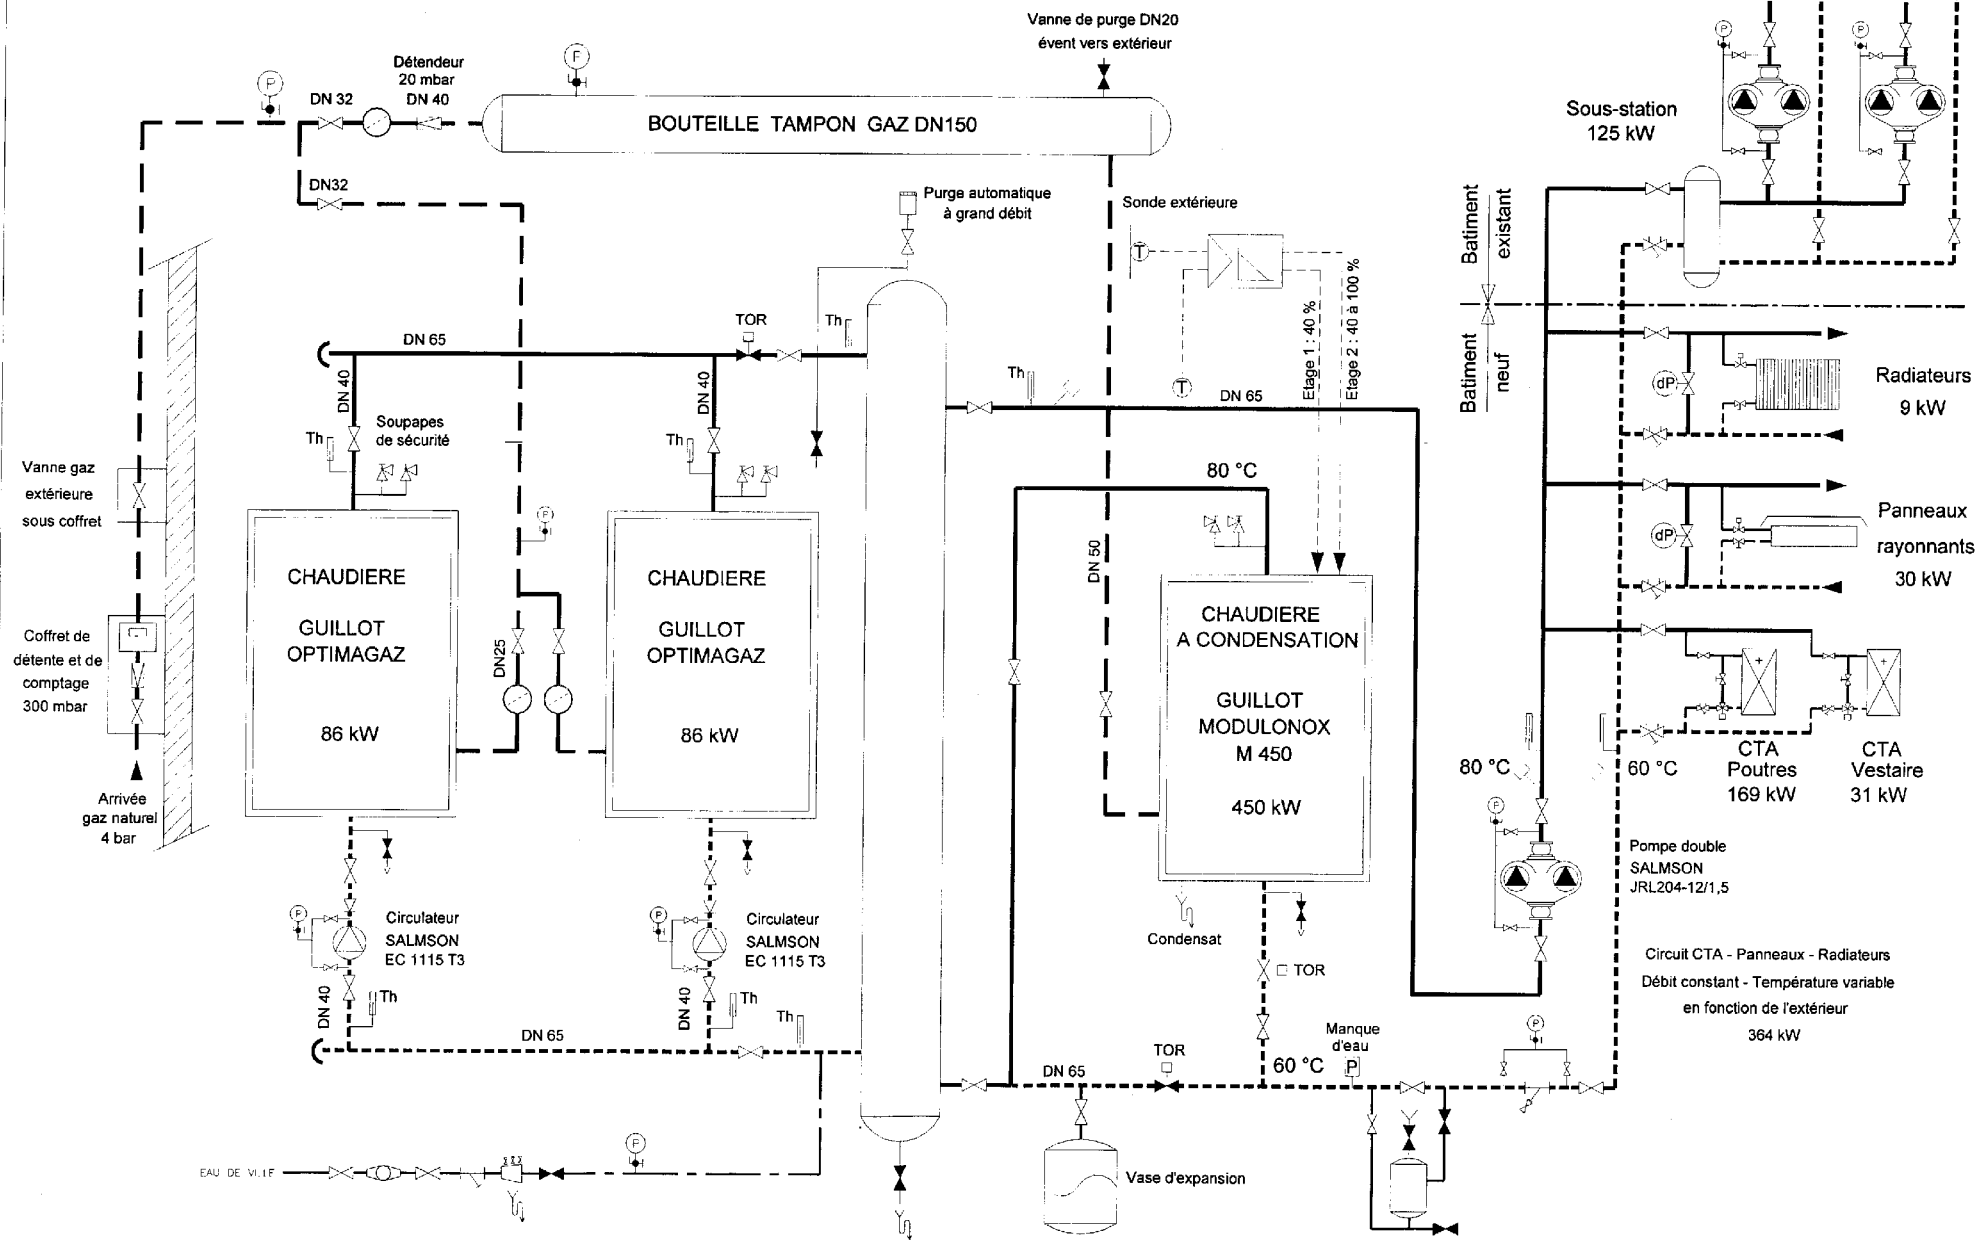 Vanne de purge DN20
évent vers extérieur
Détendeur
20 mbar
DN 40
DN 32
P
F
BOUTEILLE TAMPON GAZ DN150
P
P
Sous-station
125 kW
DN32
Purge automatique
à grand débit
Sonde extérieure
T
T
Etage 1 : 40 %
Etage 2 : 40 à 100 %
Batiment
existant
Batiment
neuf
TOR
Th
DN 65
DN 40
DN 40
Th
DN 65
Radiateurs
9 kW
dP
Soupapes
de sécurité
Th
Th
80 °C
Vanne gaz
extérieure
sous coffret
P
DN 50
Panneaux
rayonnants
30 kW
dP
CHAUDIERE
GUILLOT
OPTIMAGAZ
86 kW
CHAUDIERE
GUILLOT
OPTIMAGAZ
86 kW
DN25
CHAUDIERE
A CONDENSATION
GUILLOT
MODULONOX
M 450
450 kW
Coffret de
détente et de
comptage
300 mbar
Arrivée
gaz naturel
4 bar
80 °C
60 °C
CTA
Poutres
169 kW
CTA
Vestaire
31 kW
P
Pompe double
SALMSON
JRL204-12/1,5
P
Circulateur
SALMSON
EC 1115 T3
P
Circulateur
SALMSON
EC 1115 T3
Condensat
TOR
Circuit CTA - Panneaux - Radiateurs
Débit constant - Température variable
en fonction de l'extérieur
364 kW
DN 40
Th
DN 40
Th
Th
DN 65
Manque
d'eau
P
P
TOR
60 °C
DN 65
P
EAU DE VILLE
Vase d'expansion